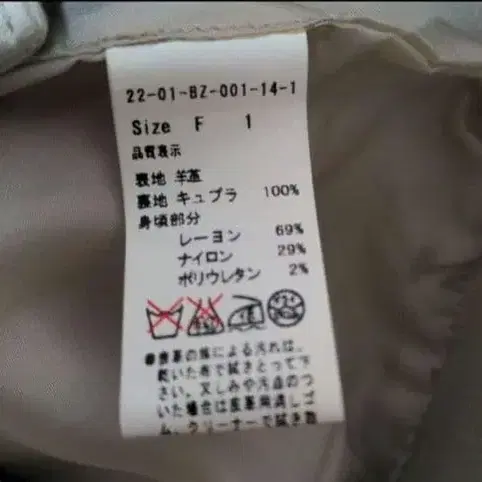 22-01-BZ-001-14-1
Size F 1
品質表示
表地 羊革
裏地 キュプラ 100%
身頃部分
レーヨン 69%
ナイロン 29%
ポリウレタン 2%
●皮革の為による汚れは、
乾いた布で拭きとって下
さい。又しみや汚点のつ
いた場合は皮革用消しゴ
ム、クリーナーで拭き取